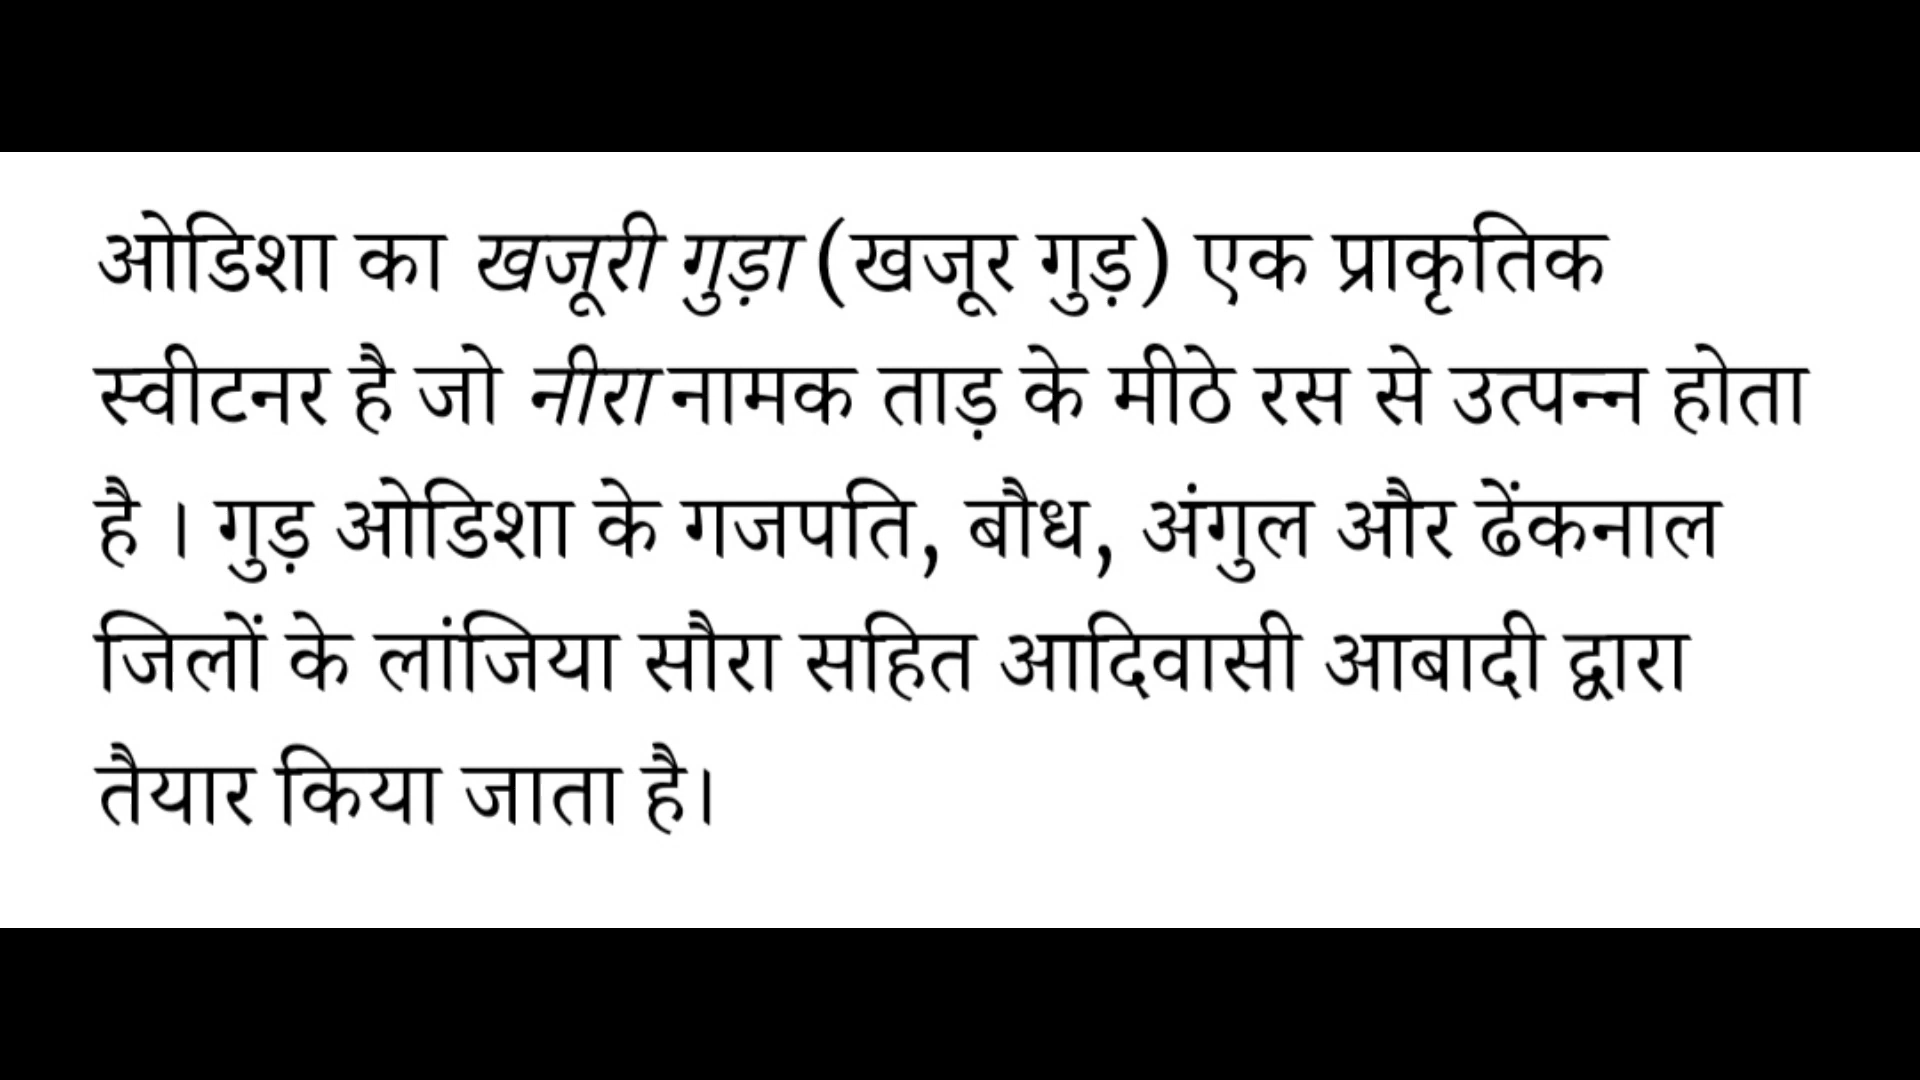 ओडिशा का खजूरी गुड़ा (खजूर गुड़) एक प्राकृतिक
स्वीटनर है जो नीरा नामक ताड़ के मीठे रस से उत्पन्न होता
है । गुड़ ओडिशा के गजपति, बौध, अंगुल और ढेंकनाल
जिलों के लांजिया सौरा सहित आदिवासी आबादी द्वारा
तैयार किया जाता है।